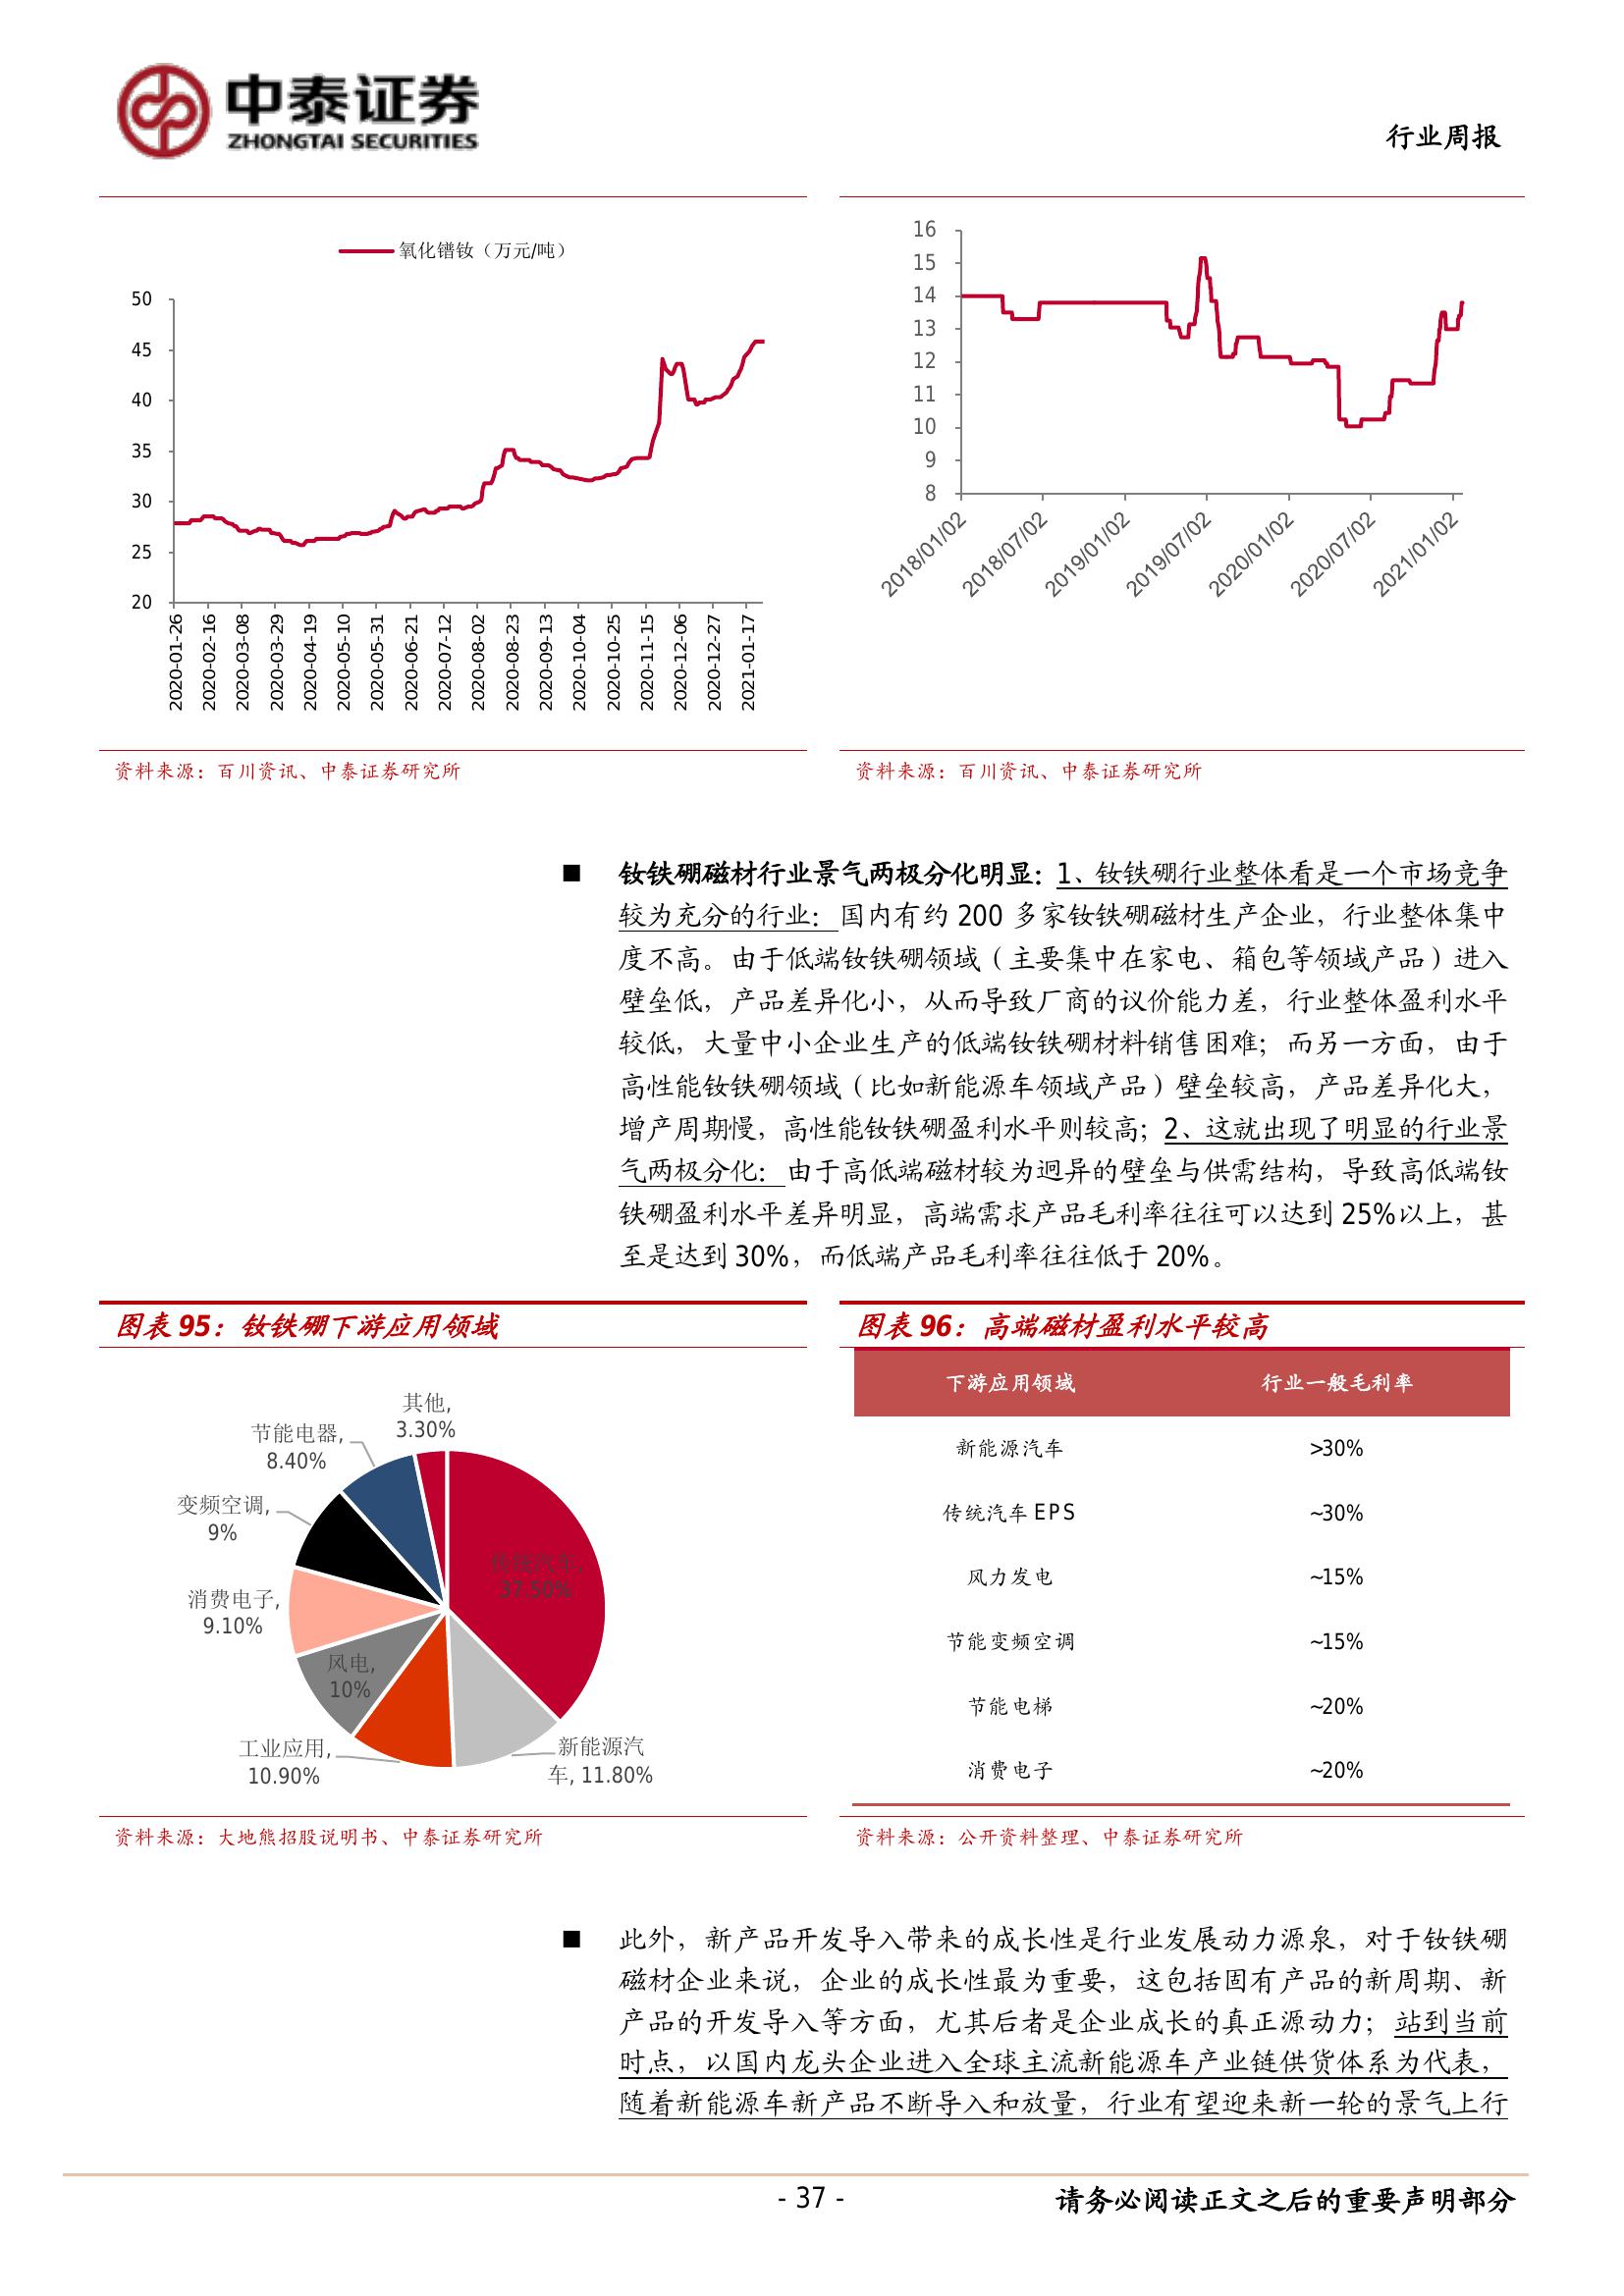 中泰证券
ZHONGTAI SECURITIES
行业周报
氧化镨钕（万元/吨）
50
45
40
35
30
25
20
2020-01-26
2020-02-16
2020-03-08
2020-03-29
2020-04-19
2020-05-10
2020-05-31
2020-06-21
2020-07-12
2020-08-02
2020-08-23
2020-09-13
2020-10-04
2020-10-25
2020-11-15
2020-12-06
2020-12-27
2021-01-17
16
15
14
13
12
11
10
9
8
2018/01/02
2018/07/02
2019/01/02
2019/07/02
2020/01/02
2020/07/02
2021/01/02
资料来源：百川资讯、中泰证券研究所
资料来源：百川资讯、中泰证券研究所
■ 钕铁硼磁材行业景气两极分化明显：1、钕铁硼行业整体看是一个市场竞争
较为充分的行业：国内有约 200 多家钕铁硼磁材生产企业，行业整体集中
度不高。由于低端钕铁硼领域（主要集中在家电、箱包等领域产品）进入
壁垒低，产品差异化小，从而导致厂商的议价能力差，行业整体盈利水平
较低，大量中小企业生产的低端钕铁硼材料销售困难；而另一方面，由于
高性能钕铁硼领域（比如新能源车领域产品）壁垒较高，产品差异化大，
增产周期慢，高性能钕铁硼盈利水平则较高；2、这就出现了明显的行业景
气两极分化：由于高低端磁材较为迥异的壁垒与供需结构，导致高低端钕
铁硼盈利水平差异明显，高端需求产品毛利率往往可以达到 25%以上，甚
至是达到 30%，而低端产品毛利率往往低于 20%。
图表 95：钕铁硼下游应用领域
其他,
3.30%
节能电器,
8.40%
变频空调,
9%
消费电子,
9.10%
风电,
10%
工业应用,
10.90%
新能源汽
车, 11.80%
传统汽车,
37.50%
图表 96：高端磁材盈利水平较高
下游应用领域 行业一般毛利率
新能源汽车 >30%
传统汽车 EPS ~30%
风力发电 ~15%
节能变频空调 ~15%
节能电梯 ~20%
消费电子 ~20%
资料来源：大地熊招股说明书、中泰证券研究所
资料来源：公开资料整理、中泰证券研究所
■ 此外，新产品开发导入带来的成长性是行业发展动力源泉，对于钕铁硼
磁材企业来说，企业的成长性最为重要，这包括固有产品的新周期、新
产品的开发导入等方面，尤其后者是企业成长的真正源动力；站到当前
时点，以国内龙头企业进入全球主流新能源车产业链供货体系为代表，
随着新能源车新产品不断导入和放量，行业有望迎来新一轮的景气上行
- 37 -
请务必阅读正文之后的重要声明部分